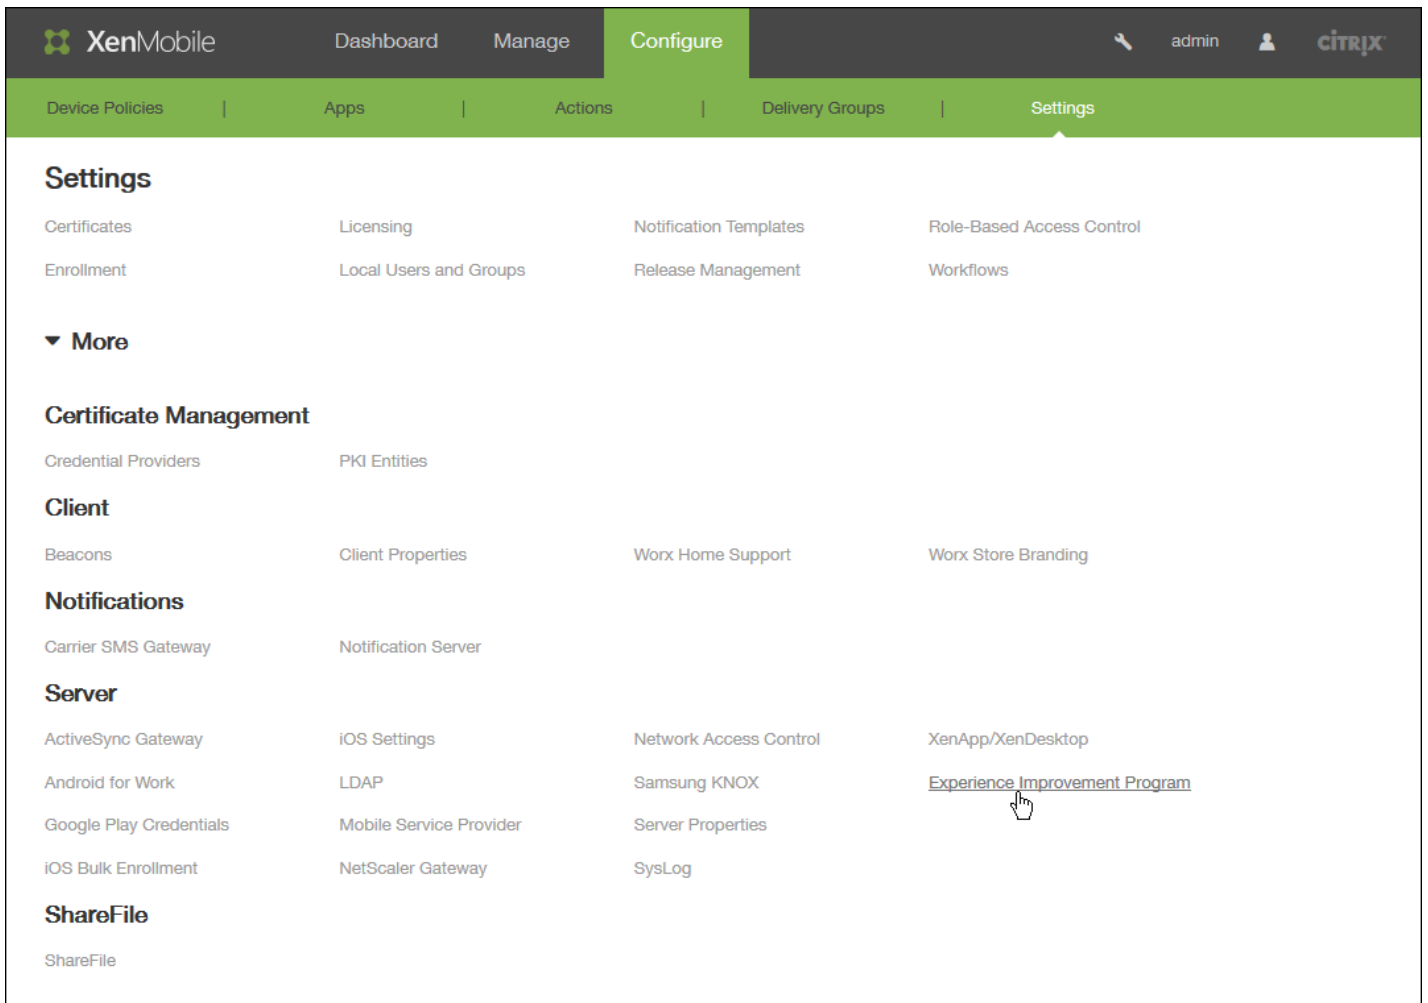 XenMobile Dashboard Manage Configure admin CITRIX
Device Policies | Apps | Actions | Delivery Groups | Settings
Settings
Certificates Licensing Notification Templates Role-Based Access Control
Enrollment Local Users and Groups Release Management Workflows
More
Certificate Management
Credential Providers PKI Entities
Client
Beacons Client Properties Worx Home Support Worx Store Branding
Notifications
Carrier SMS Gateway Notification Server
Server
ActiveSync Gateway iOS Settings Network Access Control XenApp/XenDesktop
Android for Work LDAP Samsung KNOX Experience Improvement Program
Google Play Credentials Mobile Service Provider Server Properties
iOS Bulk Enrollment NetScaler Gateway SysLog
ShareFile
ShareFile